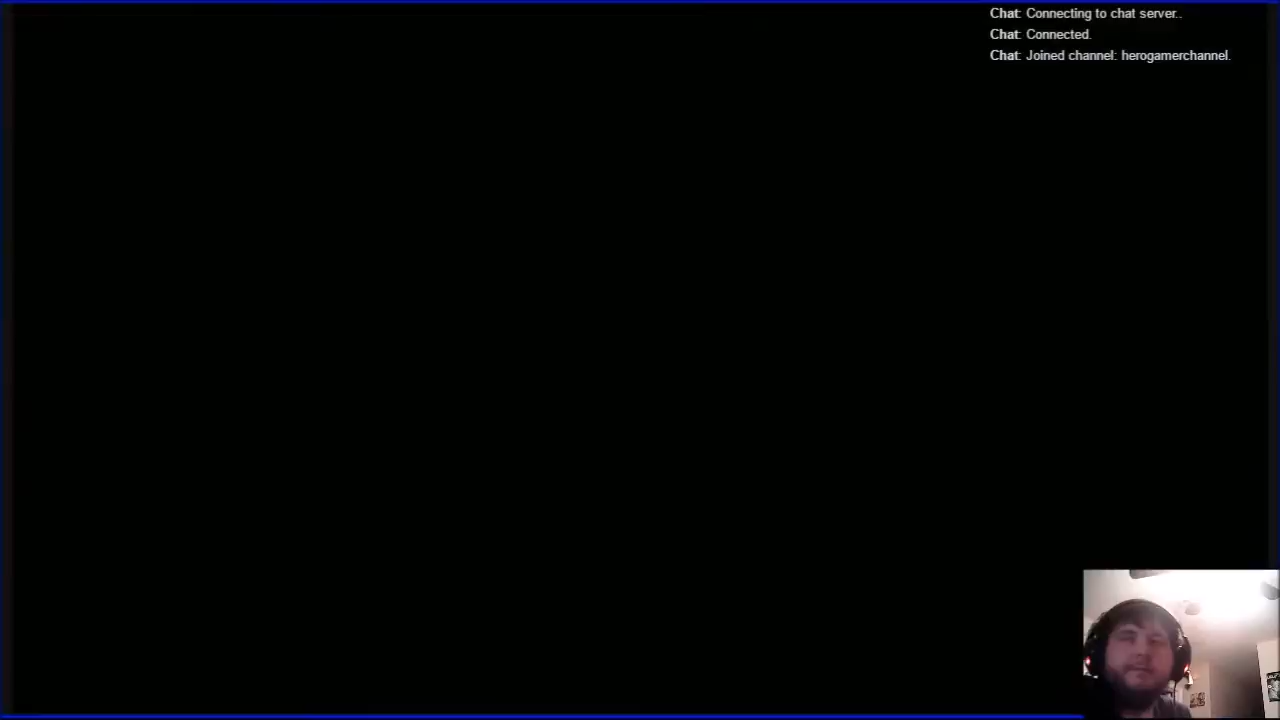 Chat: Connecting to chat server..
Chat: Connected.
Chat: Joined channel: herogamerchannel.